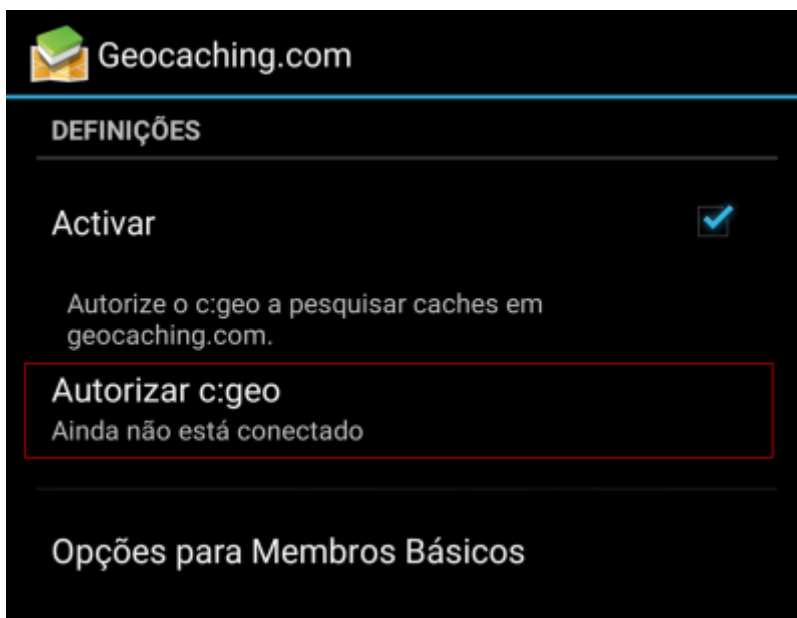 Geocaching.com
DEFINIÇÕES
Activar
Autorize o c:geo a pesquisar caches em
geocaching.com.
Autorizar c:geo
Ainda não está conectado
Opções para Membros Básicos